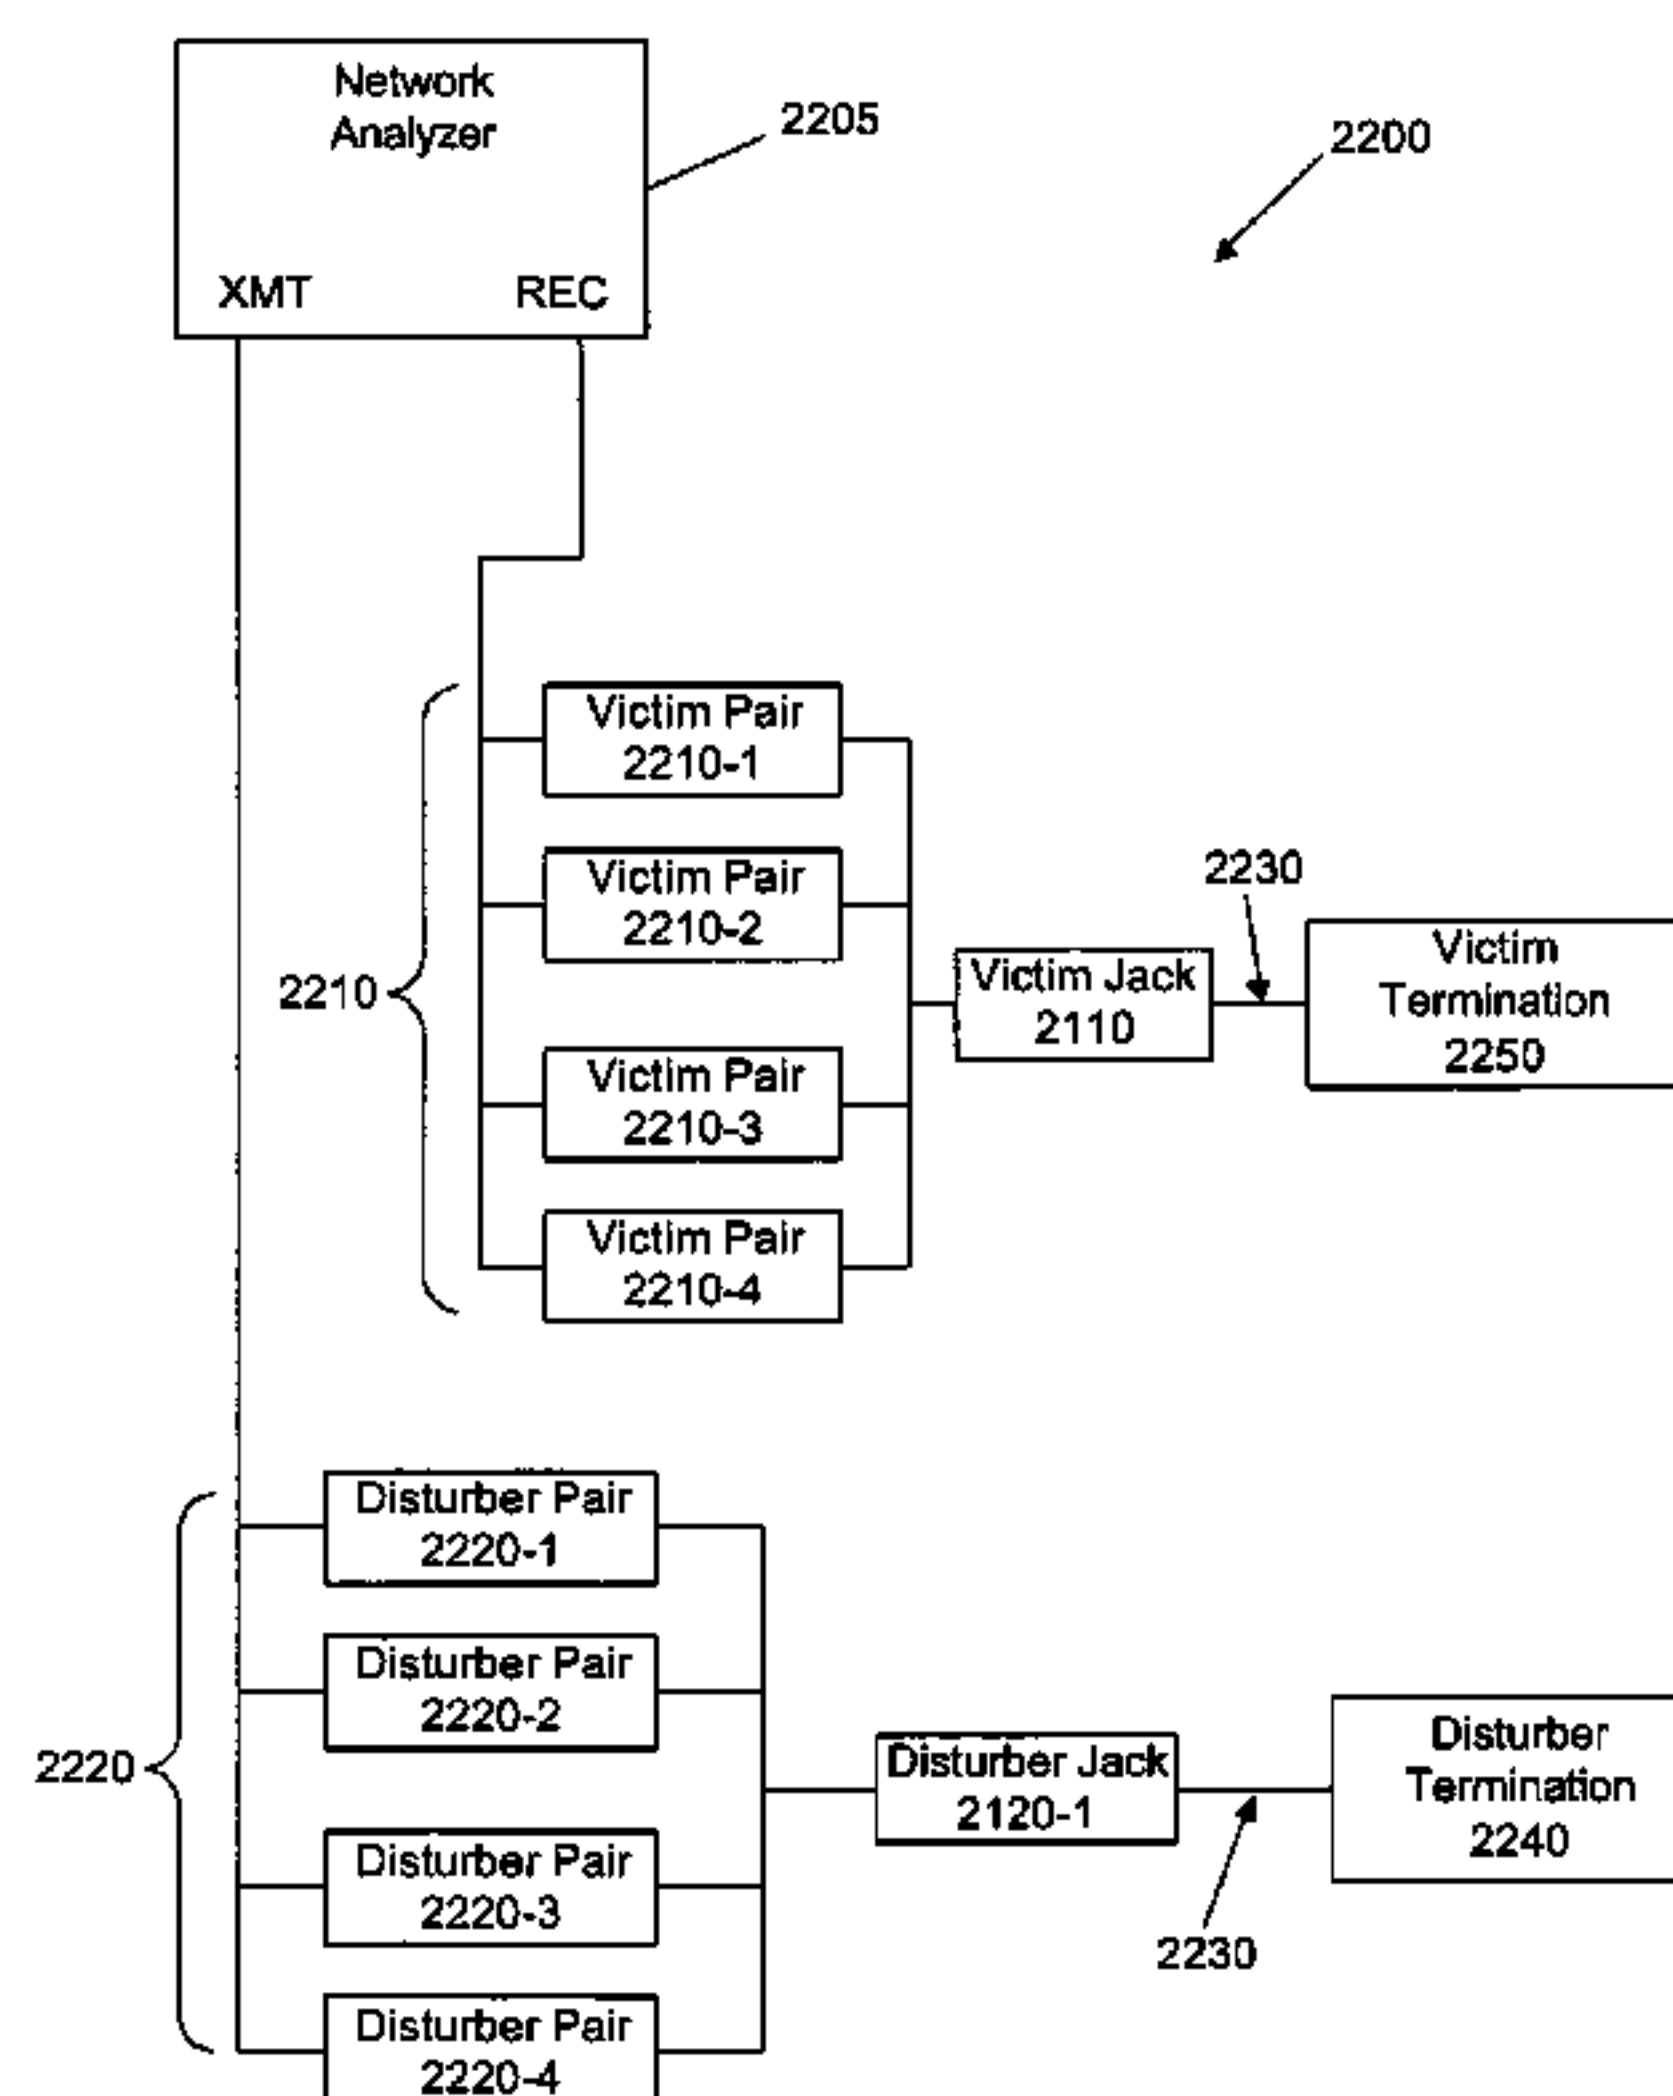 Network
Analyzer
2205
2200
XMT
REC
Victim Pair
2210-1
Victim Pair
2210-2
2210
Victim Pair
2210-3
Victim Pair
2210-4
Victim Jack
2110
2230
Victim
Termination
2250
Disturber Pair
2220-1
Disturber Pair
2220-2
2220
Disturber Pair
2220-3
Disturber Pair
2220-4
Disturber Jack
2120-1
2230
Disturber
Termination
2240